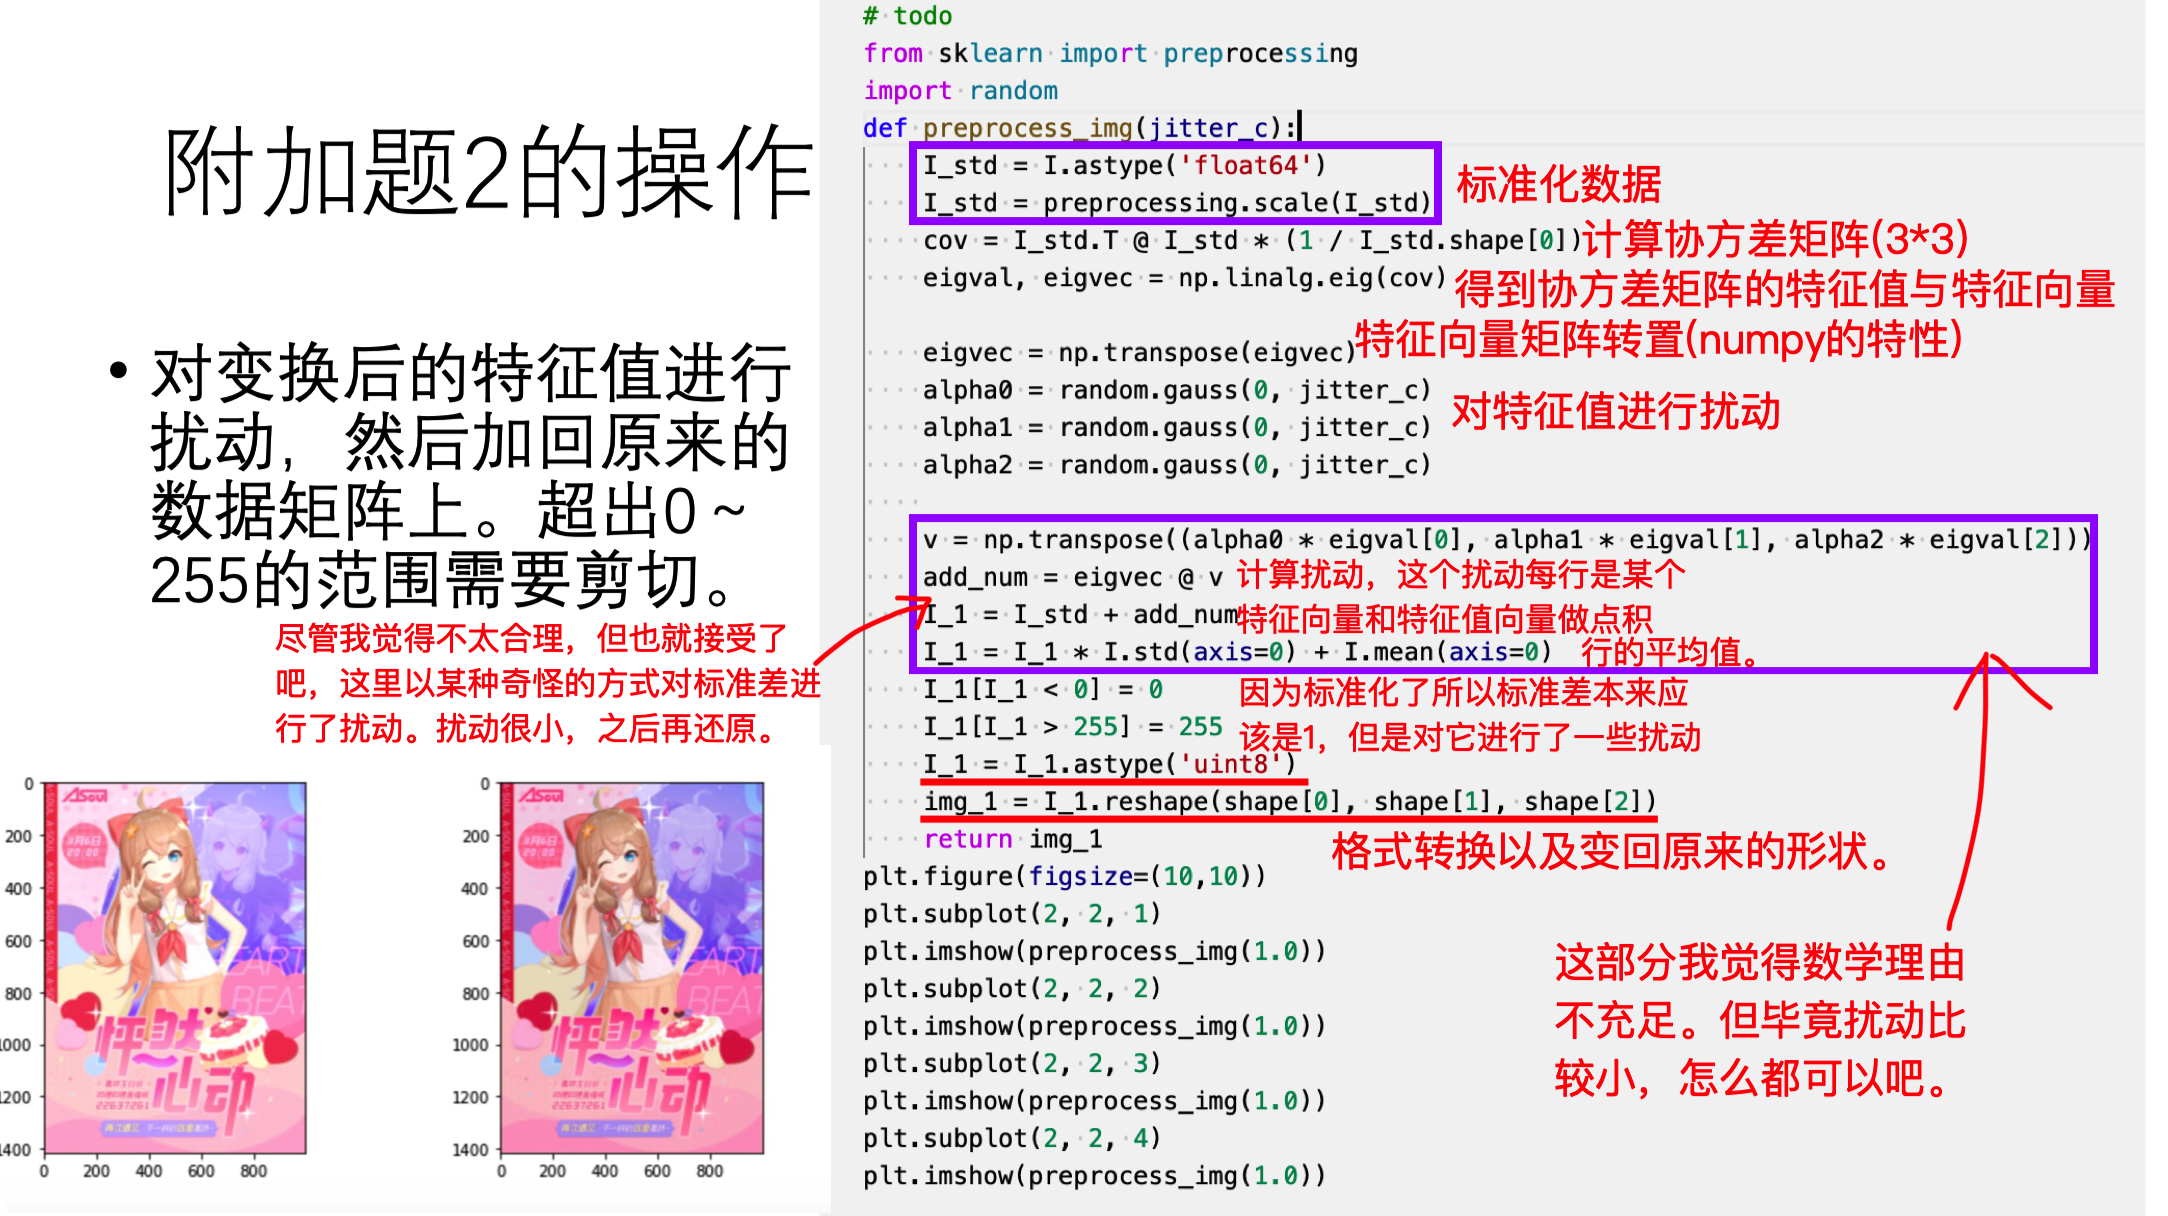 附加题2的操作
• 对变换后的特征值进行
扰动，然后加回原来的
数据矩阵上。超出0~
255的范围需要剪切。
尽管我觉得不太合理，但也就接受了
吧，这里以某种奇怪的方式对标准差进
行了扰动。扰动很小，之后再还原。
# todo
from sklearn import preprocessing
import random
def preprocess_img(jitter_c):
I_std = I.astype('float64')
I_std = preprocessing.scale(I_std)
标准化数据
cov = I_std.T @ I_std * (1 / I_std.shape[0])
计算协方差矩阵(3*3)
eigval, eigvec = np.linalg.eig(cov)
得到协方差矩阵的特征值与特征向量
eigvec = np.transpose(eigvec)
特征向量矩阵转置(numpy的特性)
alpha0 = random.gauss(0, jitter_c)
alpha1 = random.gauss(0, jitter_c)
alpha2 = random.gauss(0, jitter_c)
对特征值进行扰动
v = np.transpose((alpha0 * eigval[0], alpha1 * eigval[1], alpha2 * eigval[2]))
add_num = eigvec @ v
I_1 = I_std + add_num
I_1 = I_1 * I.std(axis=0) + I.mean(axis=0)
计算扰动，这个扰动每行是某个
特征向量和特征值向量做点积
行的平均值。
I_1[I_1 < 0] = 0
I_1[I_1 > 255] = 255
因为标准化了所以标准差本来应
该是1，但是对它进行了一些扰动
I_1 = I_1.astype('uint8')
img_1 = I_1.reshape(shape[0], shape[1], shape[2])
return img_1
格式转换以及变回原来的形状。
plt.figure(figsize=(10,10))
plt.subplot(2, 2, 1)
plt.imshow(preprocess_img(1.0))
plt.subplot(2, 2, 2)
plt.imshow(preprocess_img(1.0))
plt.subplot(2, 2, 3)
plt.imshow(preprocess_img(1.0))
plt.subplot(2, 2, 4)
plt.imshow(preprocess_img(1.0))
这部分我觉得数学理由
不充足。但毕竟扰动比
较小，怎么都可以吧。
0
200
400
600
800
1000
1200
1400
0 200 400 600 800
ASoul
3月6日
20:00
HEART
BEAT
怦然
心动
22637261
0
200
400
600
800
1000
1200
1400
0 200 400 600 800
ASoul
3月6日
20:00
HEART
BEAT
怦然
心动
22637261